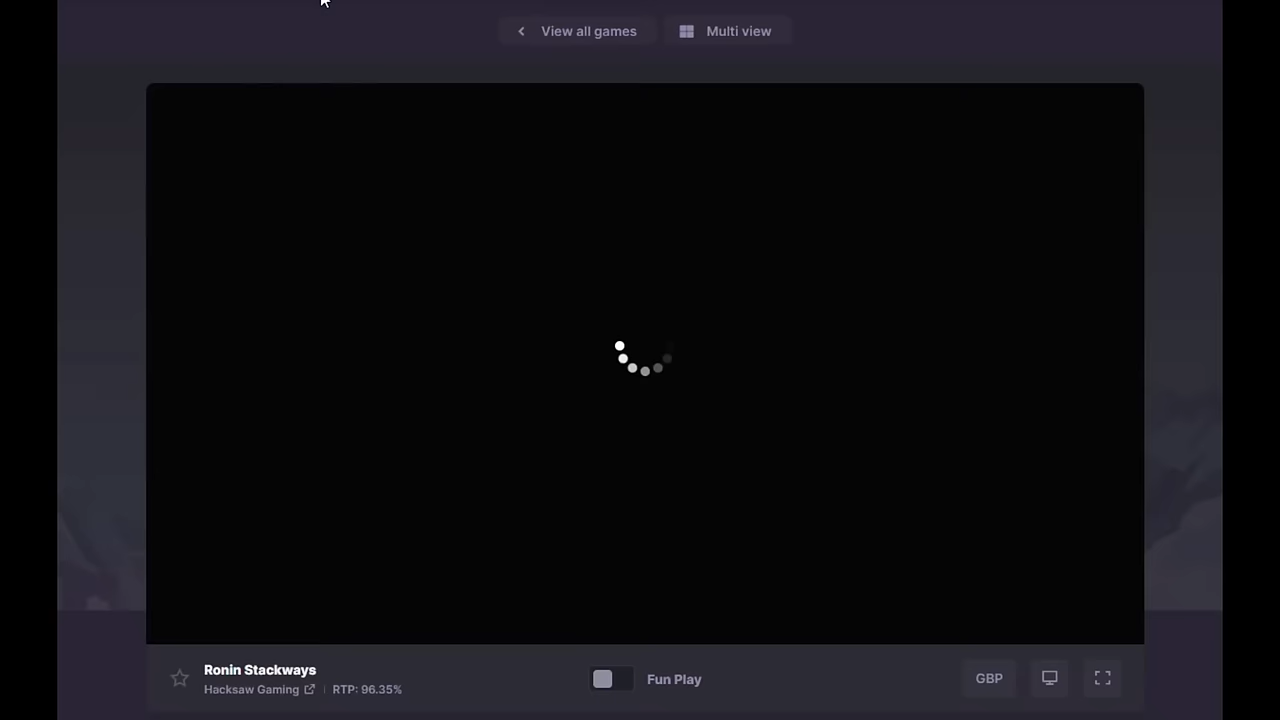 View all games
Multi view
Ronin Stackways
Hacksaw Gaming
RTP: 96.35%
Fun Play
GBP